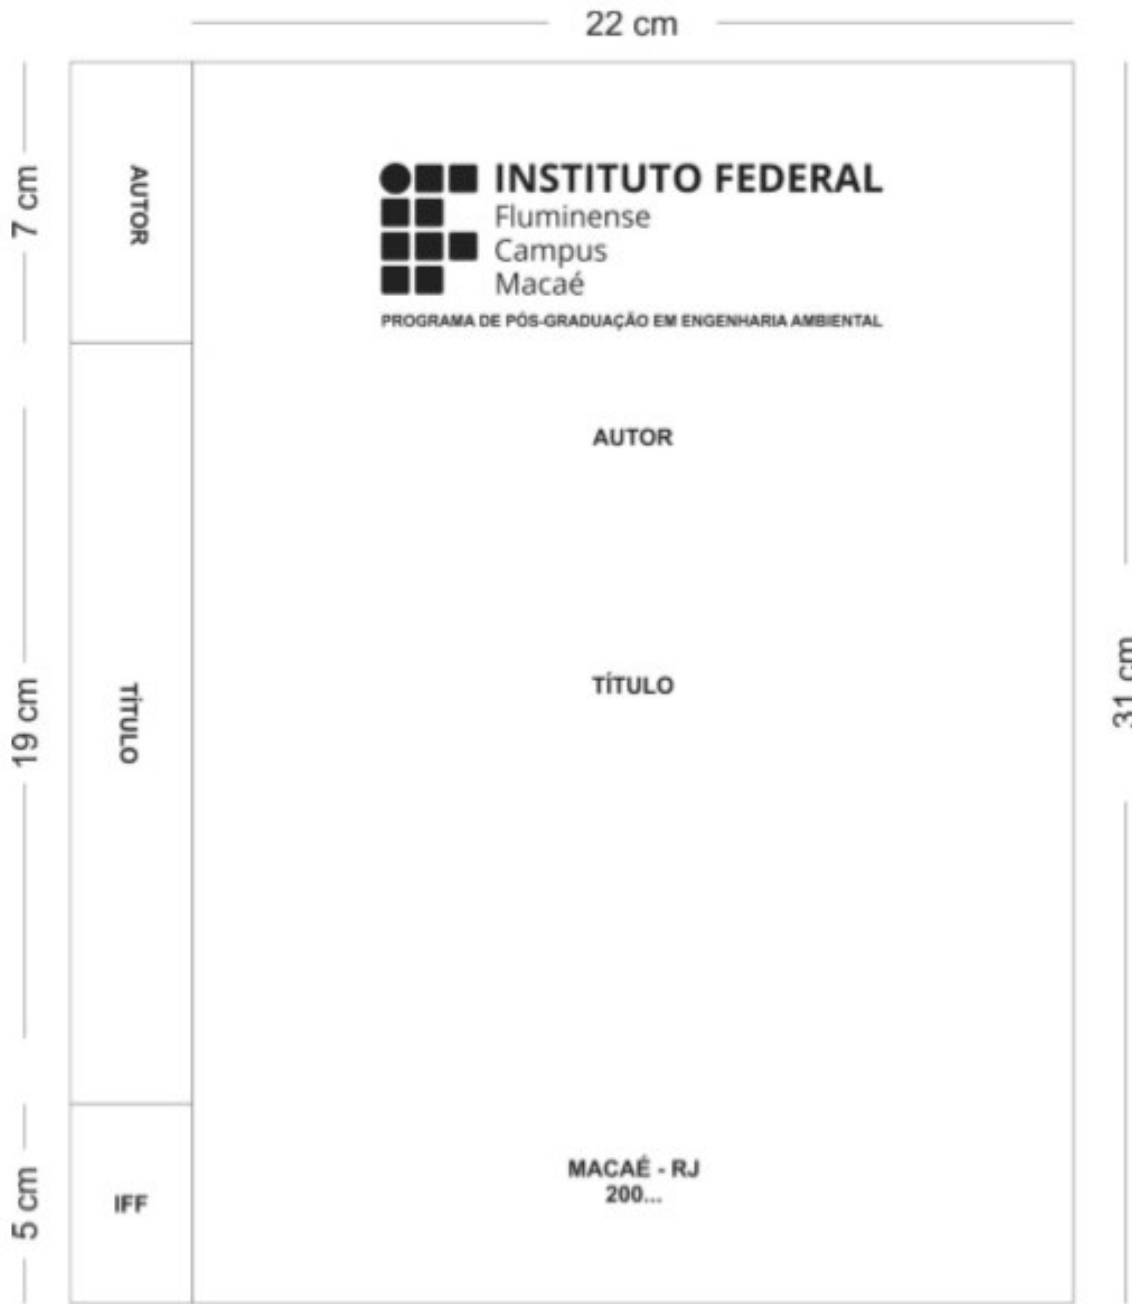 22 cm
7 cm
AUTOR
INSTITUTO FEDERAL
Fluminense
Campus
Macaé
PROGRAMA DE PÓS-GRADUAÇÃO EM ENGENHARIA AMBIENTAL
AUTOR
31 cm
19 cm
TÍTULO
TÍTULO
5 cm
IFF
MACAÉ - RJ
200...